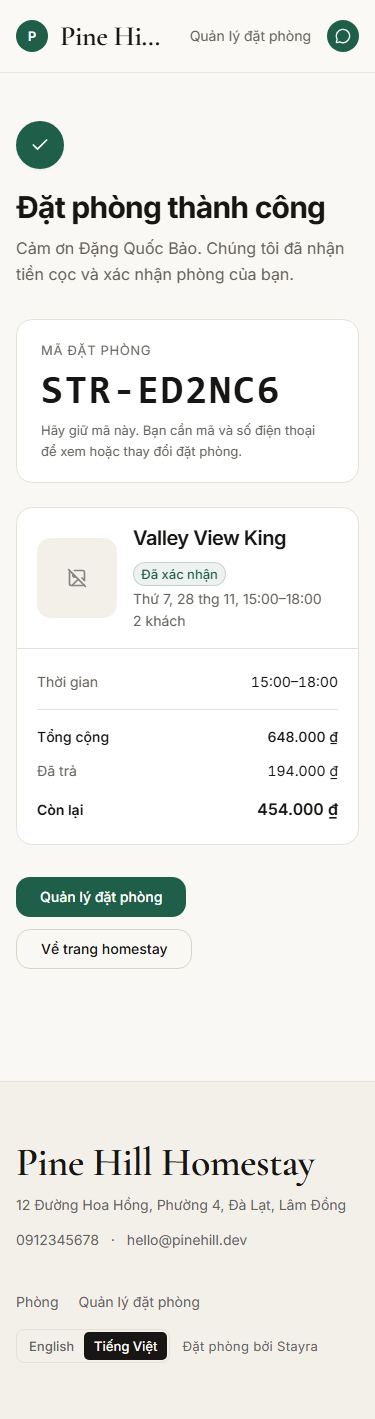 P
Pine Hi...
Quản lý đặt phòng
Đặt phòng thành công
Cảm ơn Đặng Quốc Bảo. Chúng tôi đã nhận
tiền cọc và xác nhận phòng của bạn.
MÃ ĐẶT PHÒNG
STR-ED2NC6
Hãy giữ mã này. Bạn cần mã và số điện thoại
để xem hoặc thay đổi đặt phòng.
Valley View King
Đã xác nhận
Thứ 7, 28 thg 11, 15:00–18:00
2 khách
Thời gian 15:00–18:00
Tổng cộng 648.000 ₫
Đã trả 194.000 ₫
Còn lại 454.000 ₫
Quản lý đặt phòng
Về trang homestay
Pine Hill Homestay
12 Đường Hoa Hồng, Phường 4, Đà Lạt, Lâm Đồng
0912345678 · hello@pinehill.dev
Phòng Quản lý đặt phòng
English Tiếng Việt Đặt phòng bởi Stayra